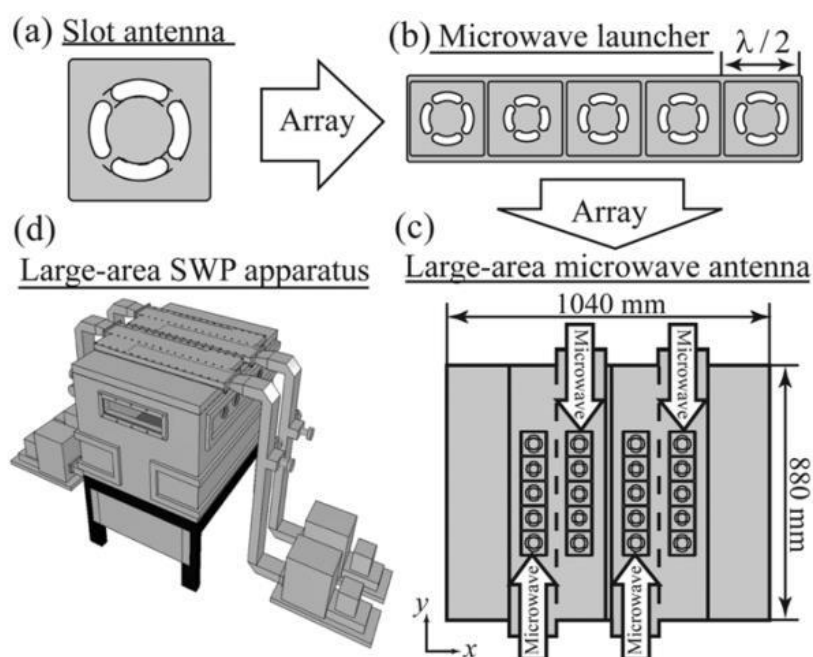 (a) Slot antenna
Array
(b) Microwave launcher
λ / 2
Array
(d)
Large-area SWP apparatus
(c)
Large-area microwave antenna
1040 mm
Microwave
Microwave
880 mm
Microwave
Microwave
y
x